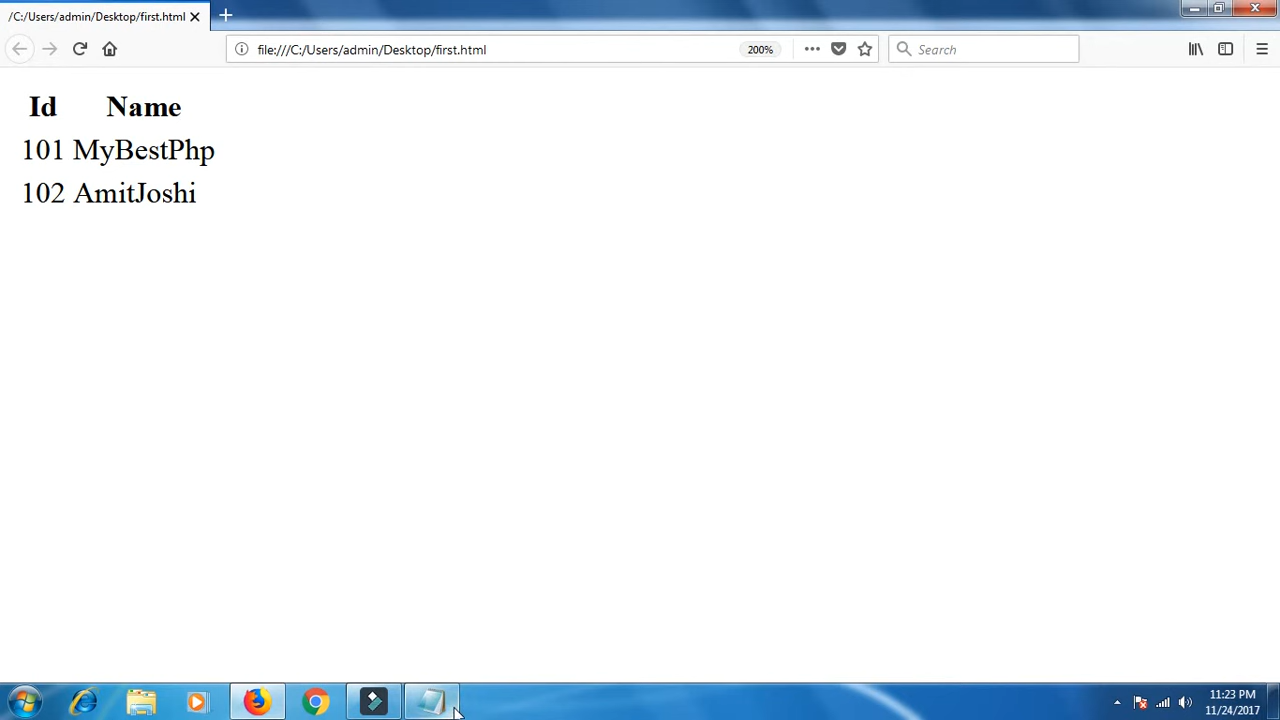 /C:/Users/admin/Desktop/first.html
file:///C:/Users/admin/Desktop/first.html 200% Search
Id Name
101 MyBestPhp
102 AmitJoshi
11:23 PM
11/24/2017